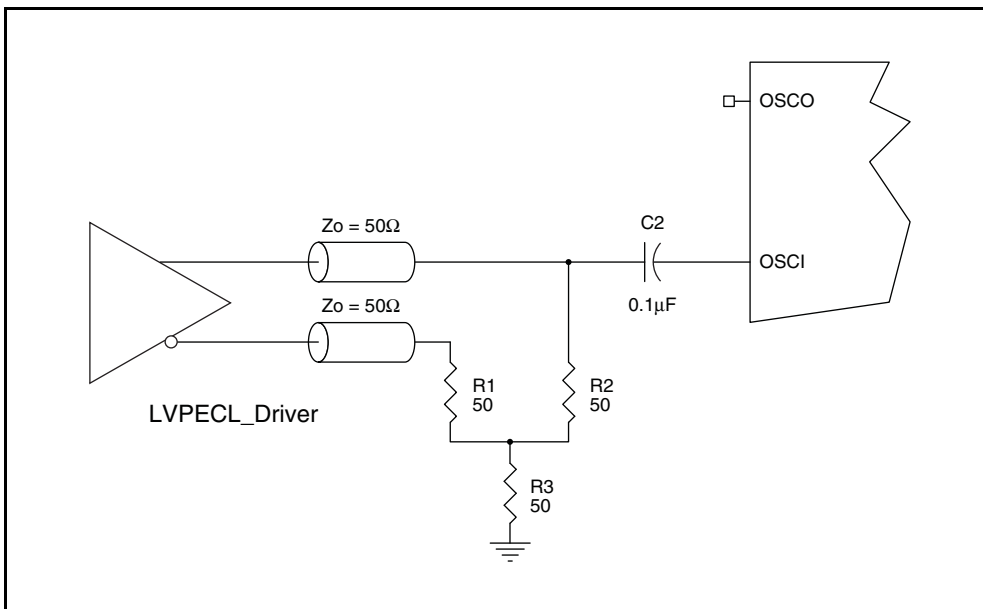 OSCO
Zo = 50Ω
C2
OSCI
0.1µF
Zo = 50Ω
R1
50
R2
50
LVPECL_Driver
R3
50